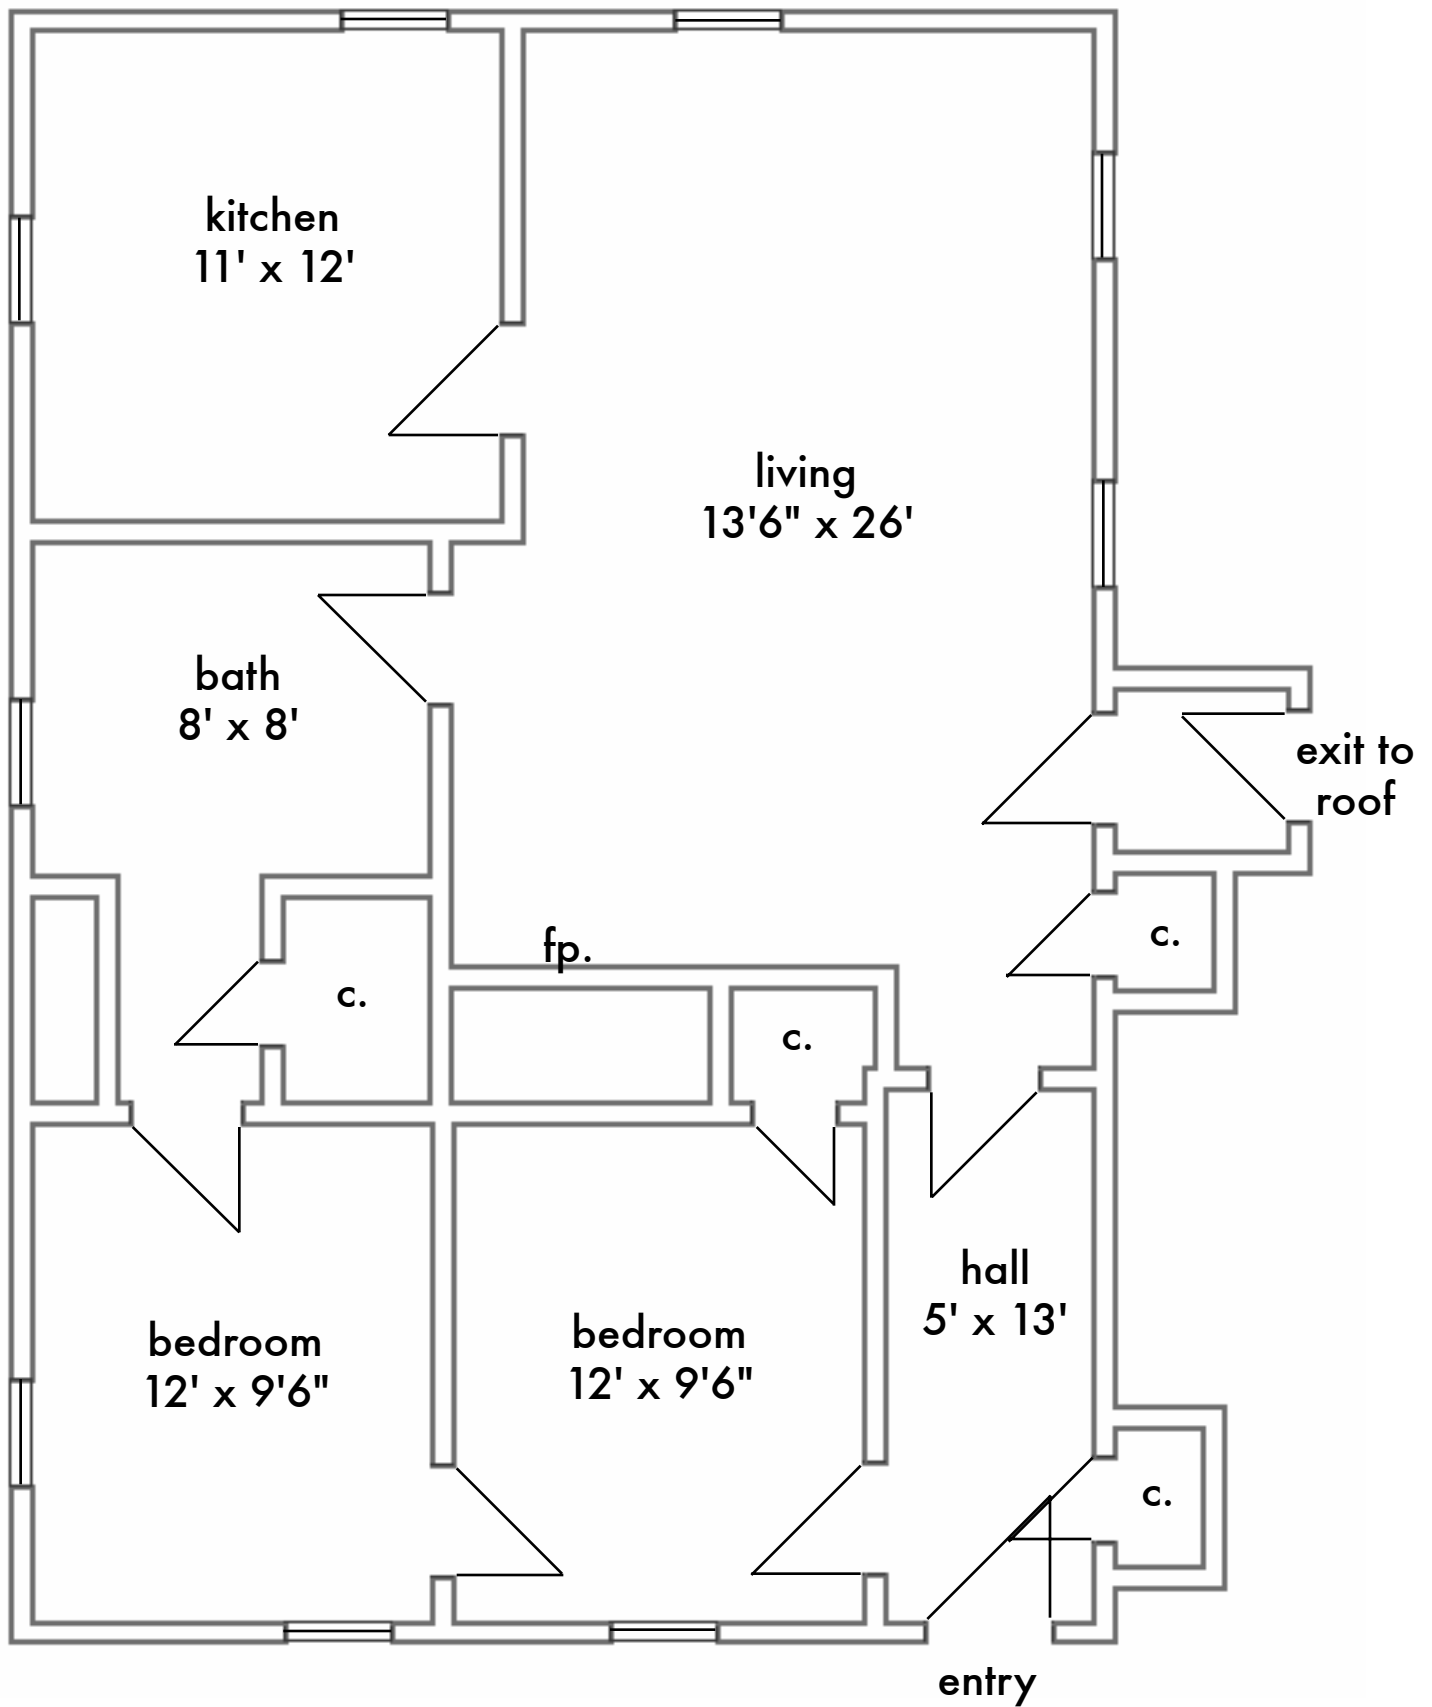 kitchen
11' x 12'
living
13'6" x 26'
bath
8' x 8'
exit to
roof
fp.
c.
c.
c.
hall
5' x 13'
bedroom
12' x 9'6"
bedroom
12' x 9'6"
c.
entry